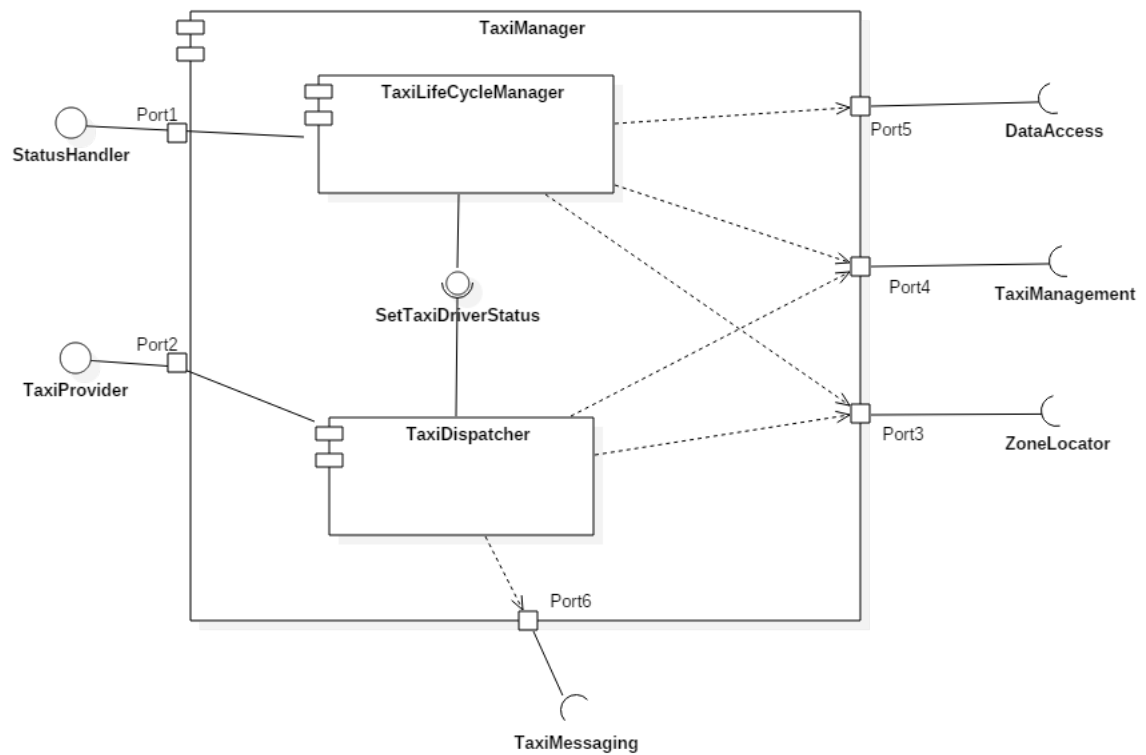 TaxiManager
TaxiLifeCycleManager
Port1
StatusHandler
Port5
DataAccess
Port4
TaxiManagement
SetTaxiDriverStatus
Port2
TaxiProvider
TaxiDispatcher
Port3
ZoneLocator
Port6
TaxiMessaging